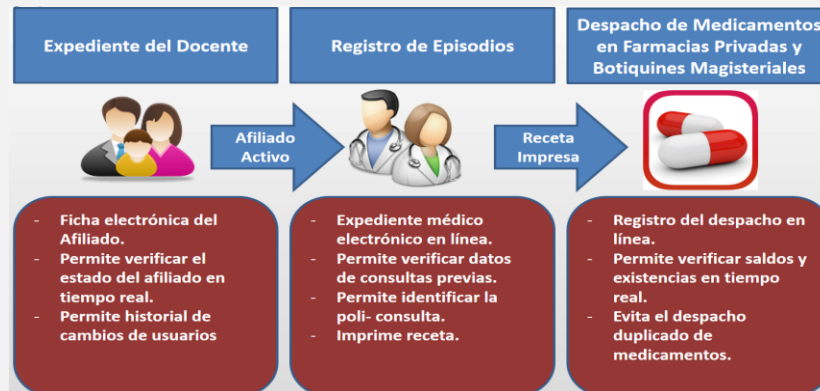 Expediente del Docente
Registro de Episodios
Despacho de Medicamentos
en Farmacias Privadas y
Botiquines Magisteriales
Afiliado
Activo
Receta
Impresa
- Ficha electrónica del
Afiliado.
- Permite verificar el
estado del afiliado en
tiempo real.
- Permite historial de
cambios de usuarios
- Expediente médico
electrónico en línea.
- Permite verificar datos
de consultas previas.
- Permite identificar la
poli- consulta.
- Imprime receta.
- Registro del despacho en
línea.
- Permite verificar saldos y
existencias en tiempo
real.
- Evita el despacho
duplicado de
medicamentos.